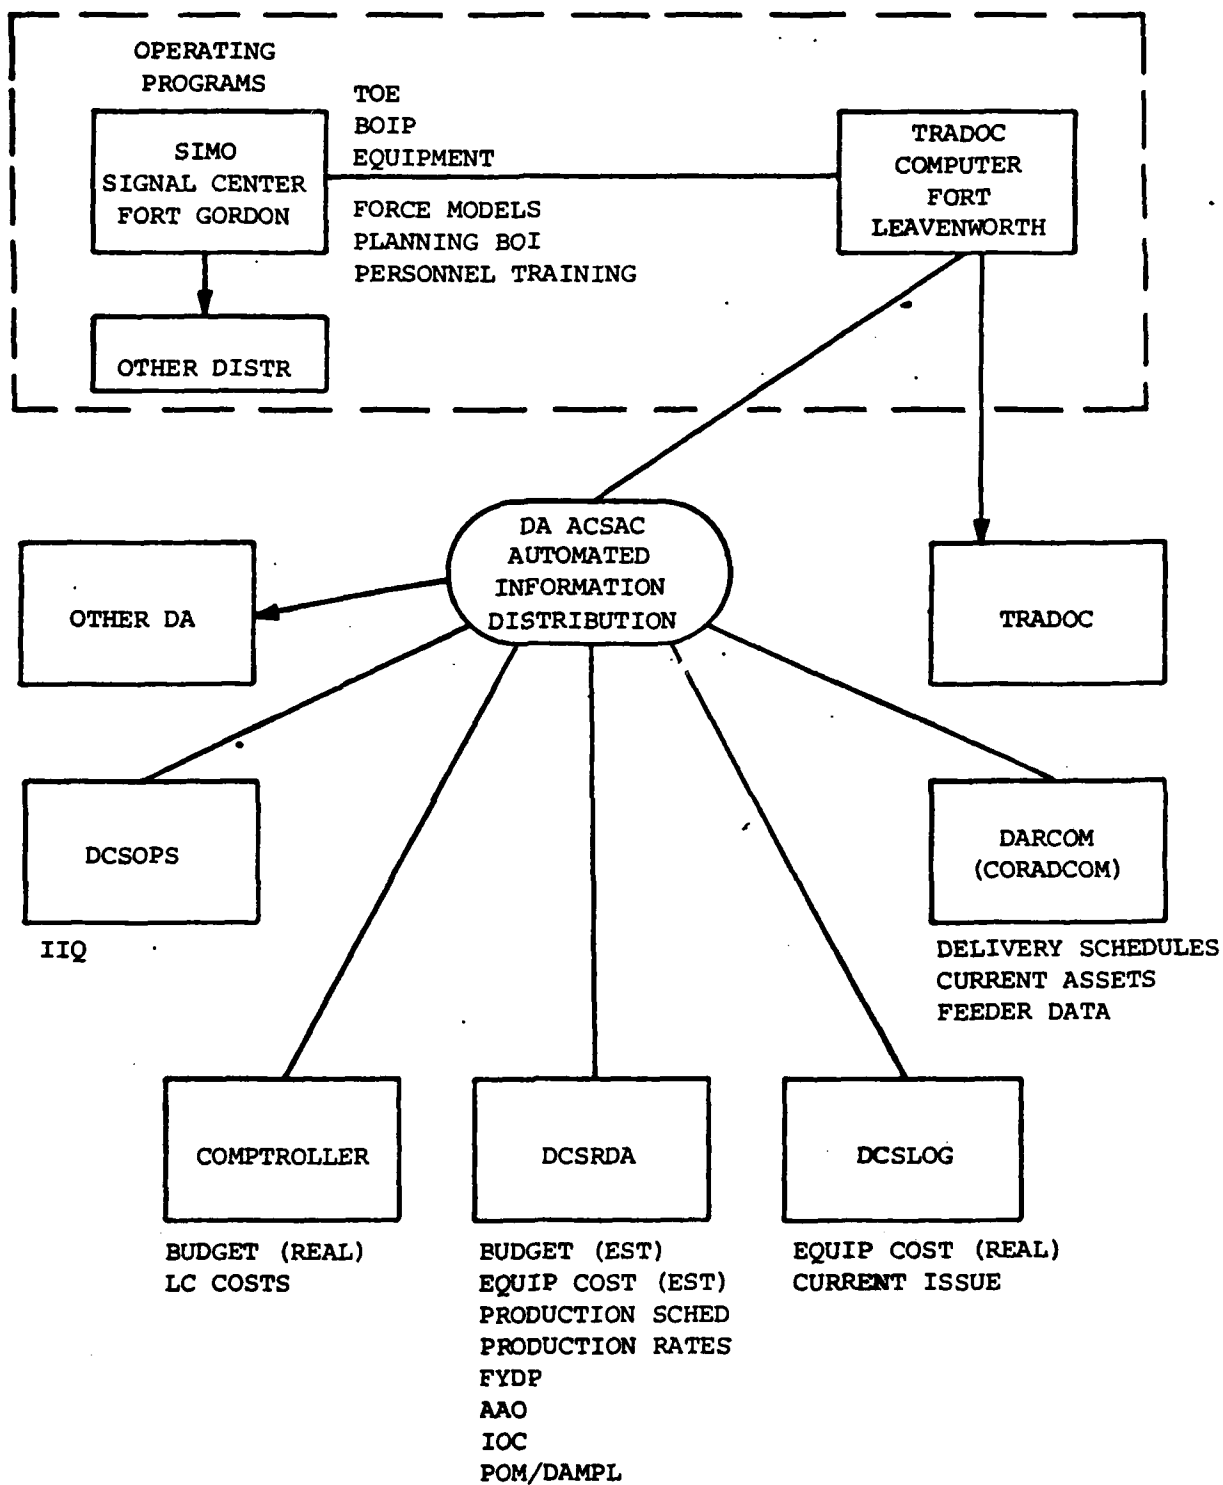 OPERATING
PROGRAMS
SIMO
SIGNAL CENTER
FORT GORDON
TOE
BOIP
EQUIPMENT
FORCE MODELS
PLANNING BOI
PERSONNEL TRAINING
TRADOC
COMPUTER
FORT
LEAVENWORTH
OTHER DISTR
DA ACSAC
AUTOMATED
INFORMATION
DISTRIBUTION
OTHER DA
TRADOC
DCSOPS
IIQ
DARCOM
(CORADCOM)
DELIVERY SCHEDULES
CURRENT ASSETS
FEEDER DATA
COMPTROLLER
BUDGET (REAL)
LC COSTS
DCSRDA
BUDGET (EST)
EQUIP COST (EST)
PRODUCTION SCHED
PRODUCTION RATES
FYDP
AAO
IOC
POM/DAMPL
DCSLOG
EQUIP COST (REAL)
CURRENT ISSUE